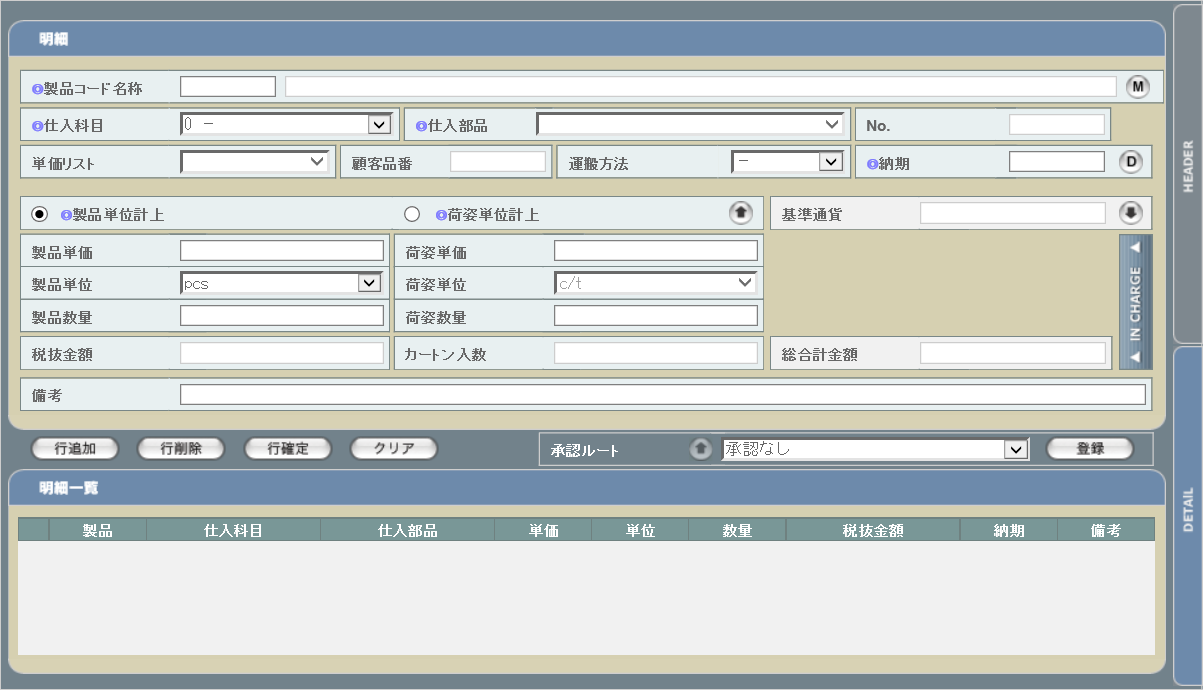 明細
製品コード名称 M
仕入科目 0 － 仕入部品 No.
単価リスト 顧客品番 運搬方法 － 納期 D
製品単位計上 荷姿単位計上 基準通貨
製品単価 荷姿単価
製品単位 pcs 荷姿単位 c/t
製品数量 荷姿数量
税抜金額 カートン入数 総合計金額
備考
IN CHARGE
行追加 行削除 行確定 クリア 承認ルート 承認なし 登録
明細一覧
製品 仕入科目 仕入部品 単価 単位 数量 税抜金額 納期 備考
HEADER
DETAIL